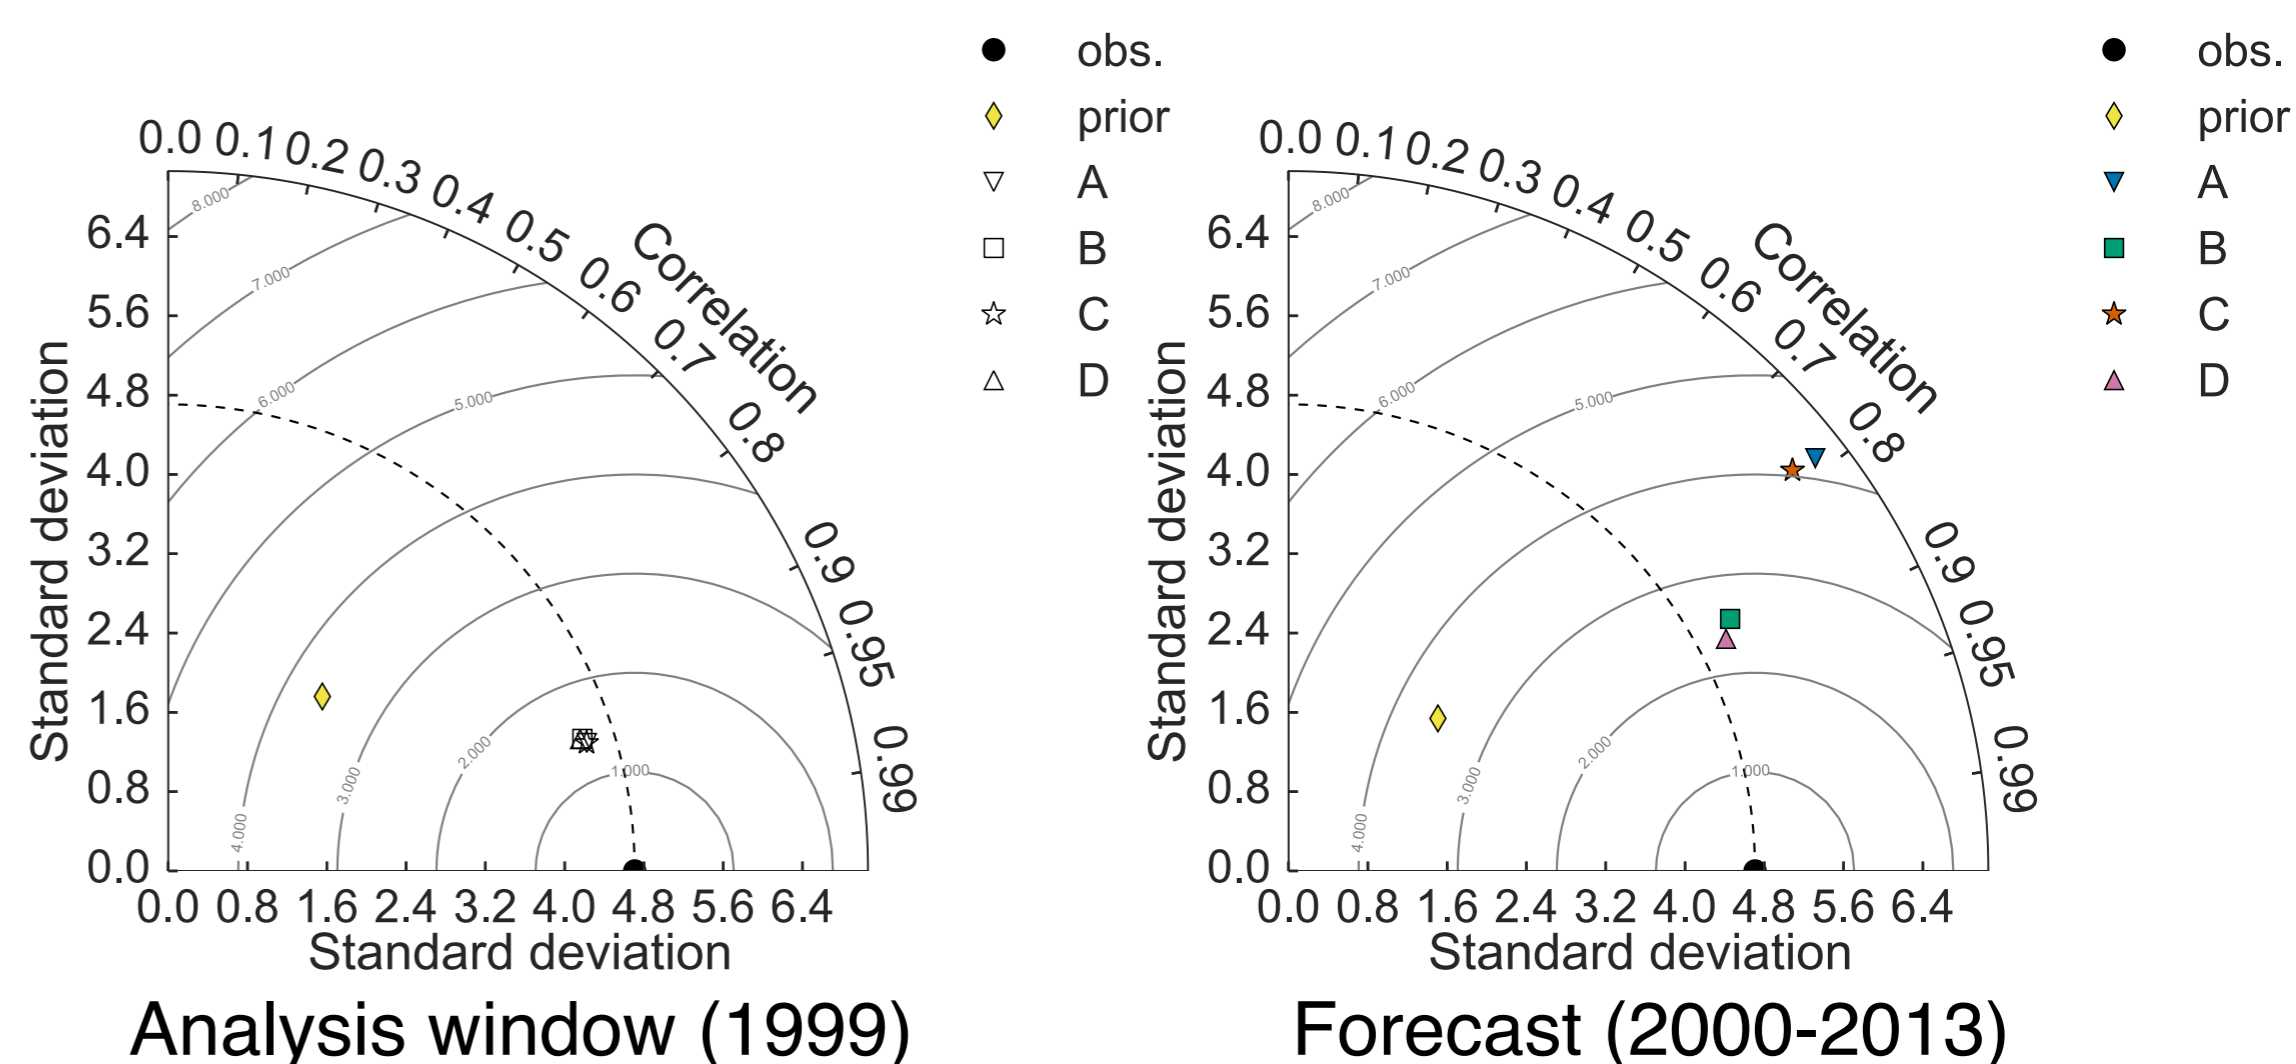 obs.
prior
A
B
C
D
0.0 0.1 0.2 0.3 0.4 0.5 0.6 0.7 0.8 0.9 0.95 0.99
Correlation
8.000
7.000
6.000
5.000
4.000
3.000
2.000
1.000
6.4
5.6
4.8
4.0
3.2
2.4
1.6
0.8
0.0
Standard deviation
0.0 0.8 1.6 2.4 3.2 4.0 4.8 5.6 6.4
Standard deviation
Analysis window (1999)
obs.
prior
A
B
C
D
0.0 0.1 0.2 0.3 0.4 0.5 0.6 0.7 0.8 0.9 0.95 0.99
Correlation
8.000
7.000
6.000
5.000
4.000
3.000
2.000
1.000
6.4
5.6
4.8
4.0
3.2
2.4
1.6
0.8
0.0
Standard deviation
0.0 0.8 1.6 2.4 3.2 4.0 4.8 5.6 6.4
Standard deviation
Forecast (2000-2013)